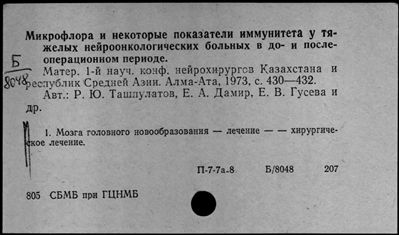 Микрофлора и некоторые показатели иммунитета у тя-
желых нейроонкологических больных в до- и после-
операционном периоде.
Б
8048
Матер. 1-й науч. конф. нейрохирургов Казахстана и
республик Средней Азии. Алма-Ата, 1973, с. 430—432.
Авт.: Р. Ю. Ташпулатов, Е. А. Дамир, Е. В. Гусева и
др.
1. Мозга головного новообразования — лечение — — хирургиче-
ское лечение.
П-7-7а.8 Б/8048 207
805 СБМБ при ГЦНМБ